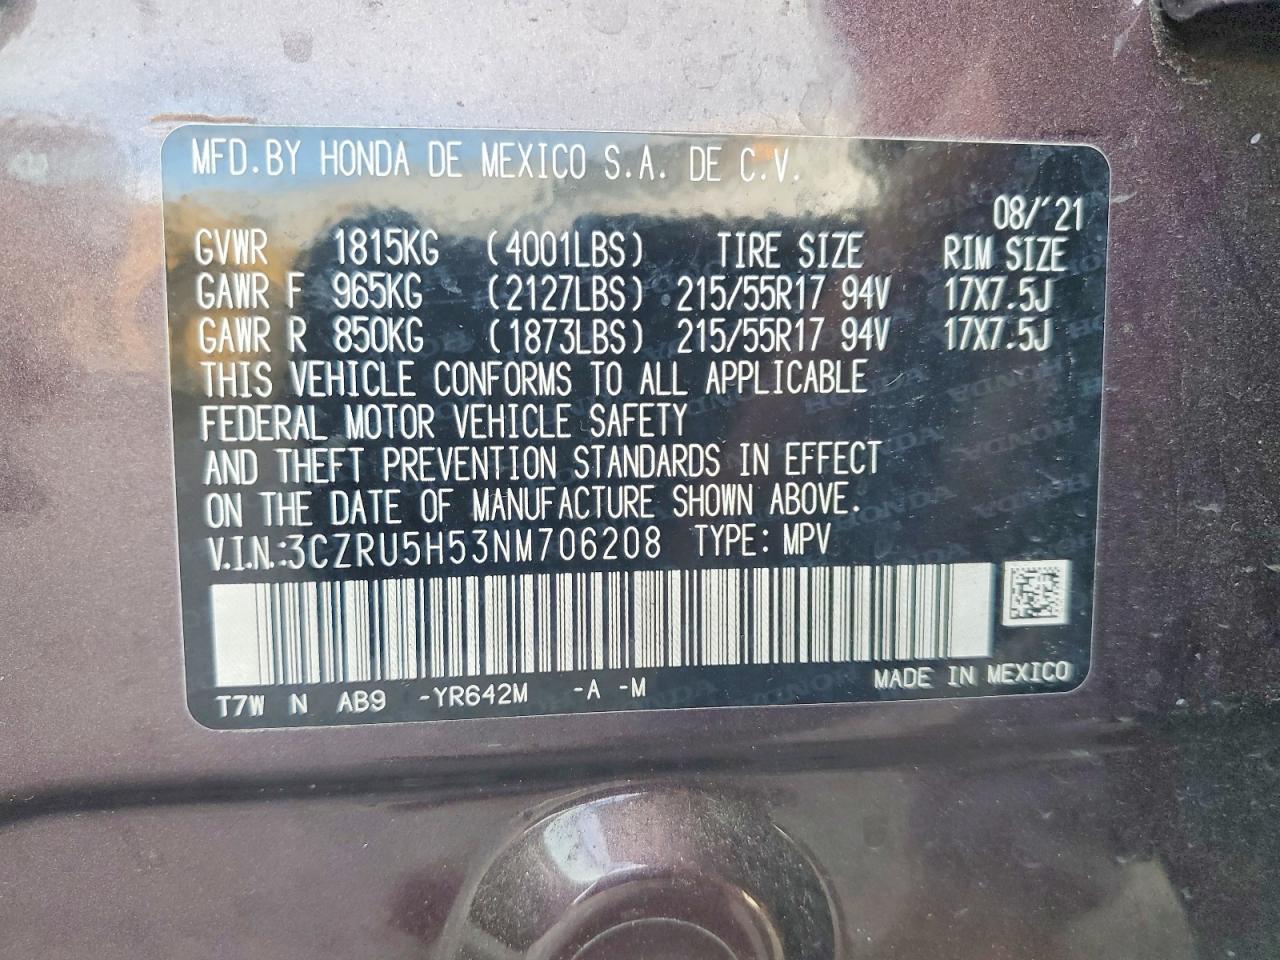 MFD.BY HONDA DE MEXICO S.A. DE C.V.
08/'21
GVWR 1815KG (4001LBS) TIRE SIZE RIM SIZE
GAWR F 965KG (2127LBS) 215/55R17 94V 17X7.5J
GAWR R 850KG (1873LBS) 215/55R17 94V 17X7.5J
THIS VEHICLE CONFORMS TO ALL APPLICABLE
FEDERAL MOTOR VEHICLE SAFETY
AND THEFT PREVENTION STANDARDS IN EFFECT
ON THE DATE OF MANUFACTURE SHOWN ABOVE.
V.I.N.:3CZRU5H53NM706208 TYPE: MPV
T7W N AB9 -YR642M -A -M MADE IN MEXICO